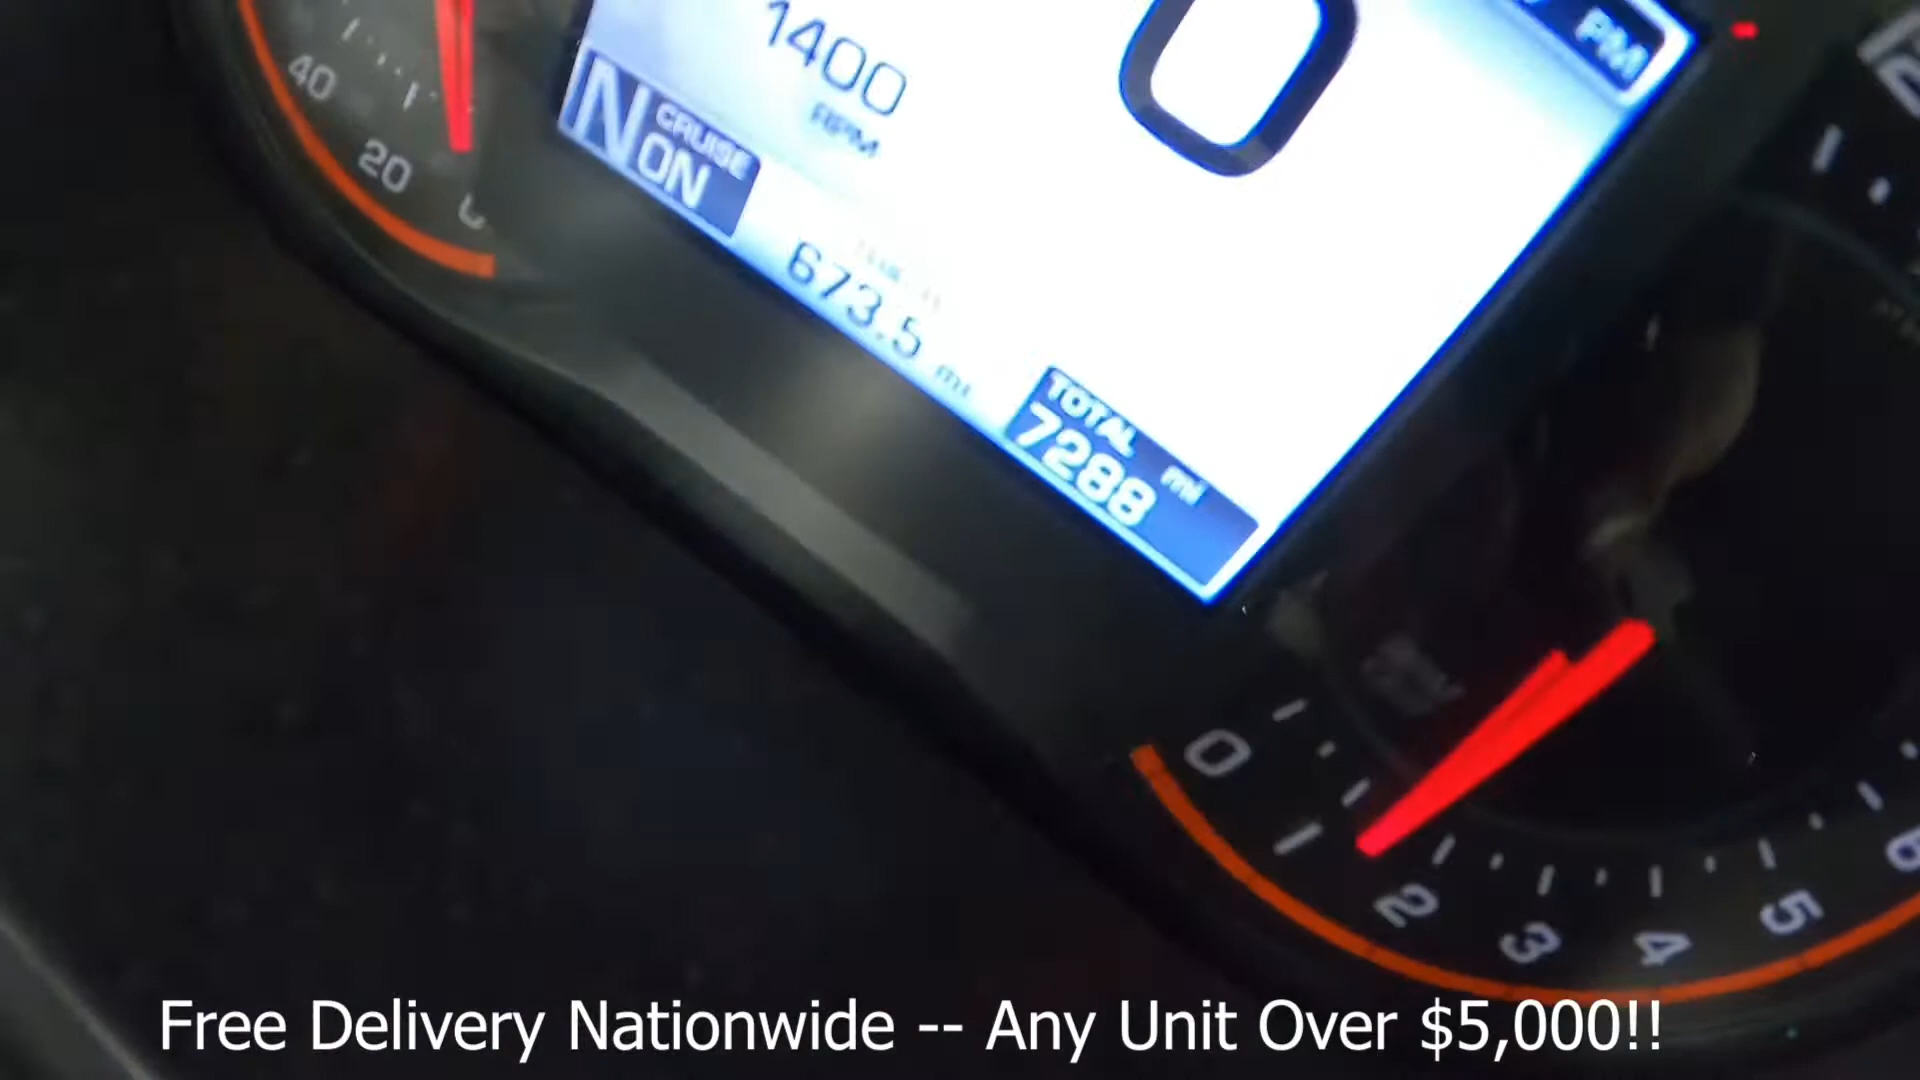 40
20
1400
RPM
N
CRUISE
ON
0
PM
673.5 mi
TOTAL
7288 mi
0
1
2
3
4
5
6
Free Delivery Nationwide -- Any Unit Over $5,000!!